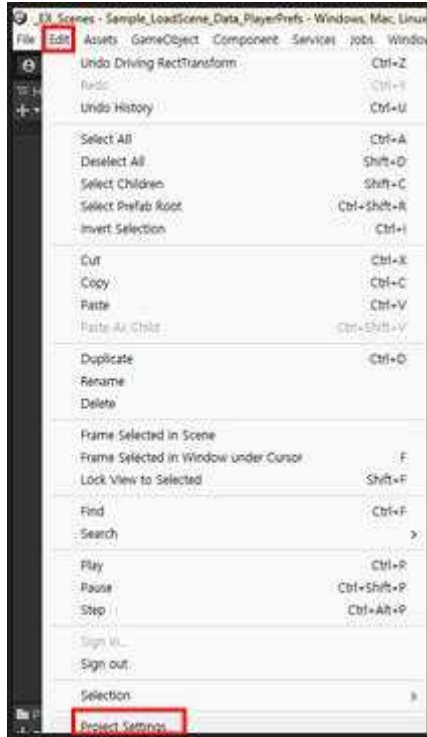 _EX_Scenes - Sample_LoadScene_Data_PlayerPrefs - Windows, Mac, Linux
File Edit Assets GameObject Component Services Jobs Window
Undo Driving RectTransform Ctrl+Z
Redo Ctrl+Y
Undo History Ctrl+U
Select All Ctrl+A
Deselect All Shift+D
Select Children Shift+C
Select Prefab Root Ctrl+Shift+R
Invert Selection Ctrl+I
Cut Ctrl+X
Copy Ctrl+C
Paste Ctrl+V
Paste As Child Ctrl+Shift+V
Duplicate Ctrl+D
Rename
Delete
Frame Selected in Scene
Frame Selected in Window under Cursor F
Lock View to Selected Shift+F
Find Ctrl+F
Search
Play Ctrl+P
Pause Ctrl+Shift+P
Step Ctrl+Alt+P
Sign in...
Sign out
Selection
Project Settings...